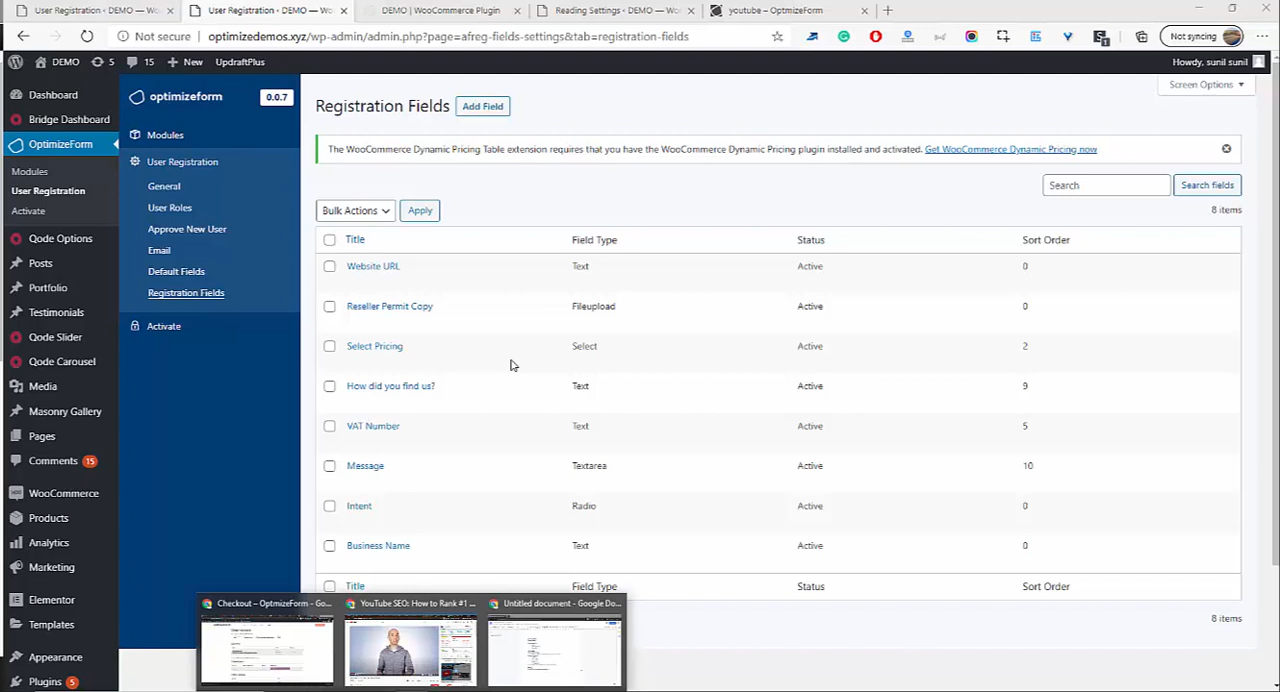 User Registration ‹ DEMO — Wo
User Registration ‹ DEMO — Wo
DEMO | WooCommerce Plugin
Reading Settings ‹ DEMO — Wo
youtube – OptmizeForm
Not secure
optimizedemos.xyz/wp-admin/admin.php?page=afreg-fields-settings&tab=registration-fields
Not syncing
DEMO
5
15
New
UpdraftPlus
Howdy, sunil sunil
Dashboard
Bridge Dashboard
OptimizeForm
Modules
User Registration
Activate
Qode Options
Posts
Portfolio
Testimonials
Qode Slider
Qode Carousel
Media
Masonry Gallery
Pages
Comments 15
WooCommerce
Products
Analytics
Marketing
Elementor
Templates
Appearance
Plugins 5
optimizeform
0.0.7
Modules
User Registration
General
User Roles
Approve New User
Email
Default Fields
Registration Fields
Activate
Screen Options
Registration Fields
Add Field
The WooCommerce Dynamic Pricing Table extension requires that you have the WooCommerce Dynamic Pricing plugin installed and activated. Get WooCommerce Dynamic Pricing now
Search
Search fields
Bulk Actions
Apply
8 items
Title Field Type Status Sort Order
Website URL Text Active 0
Reseller Permit Copy Fileupload Active 0
Select Pricing Select Active 2
How did you find us? Text Active 9
VAT Number Text Active 5
Message Textarea Active 10
Intent Radio Active 0
Business Name Text Active 0
Title Field Type Status Sort Order
8 items
Checkout – OptmizeForm - Go...
YouTube SEO: How to Rank #1 ...
Untitled document - Google Do...